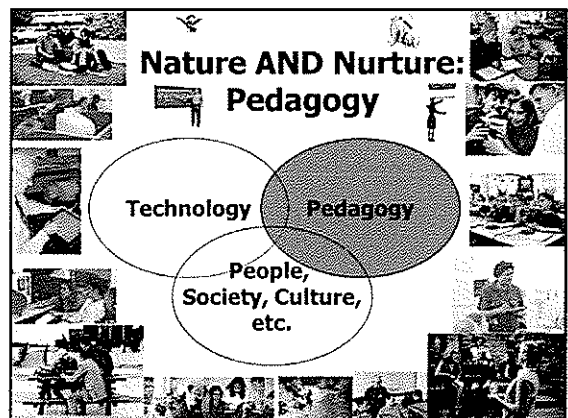 Nature AND Nurture:
Pedagogy
Technology
Pedagogy
People,
Society, Culture,
etc.